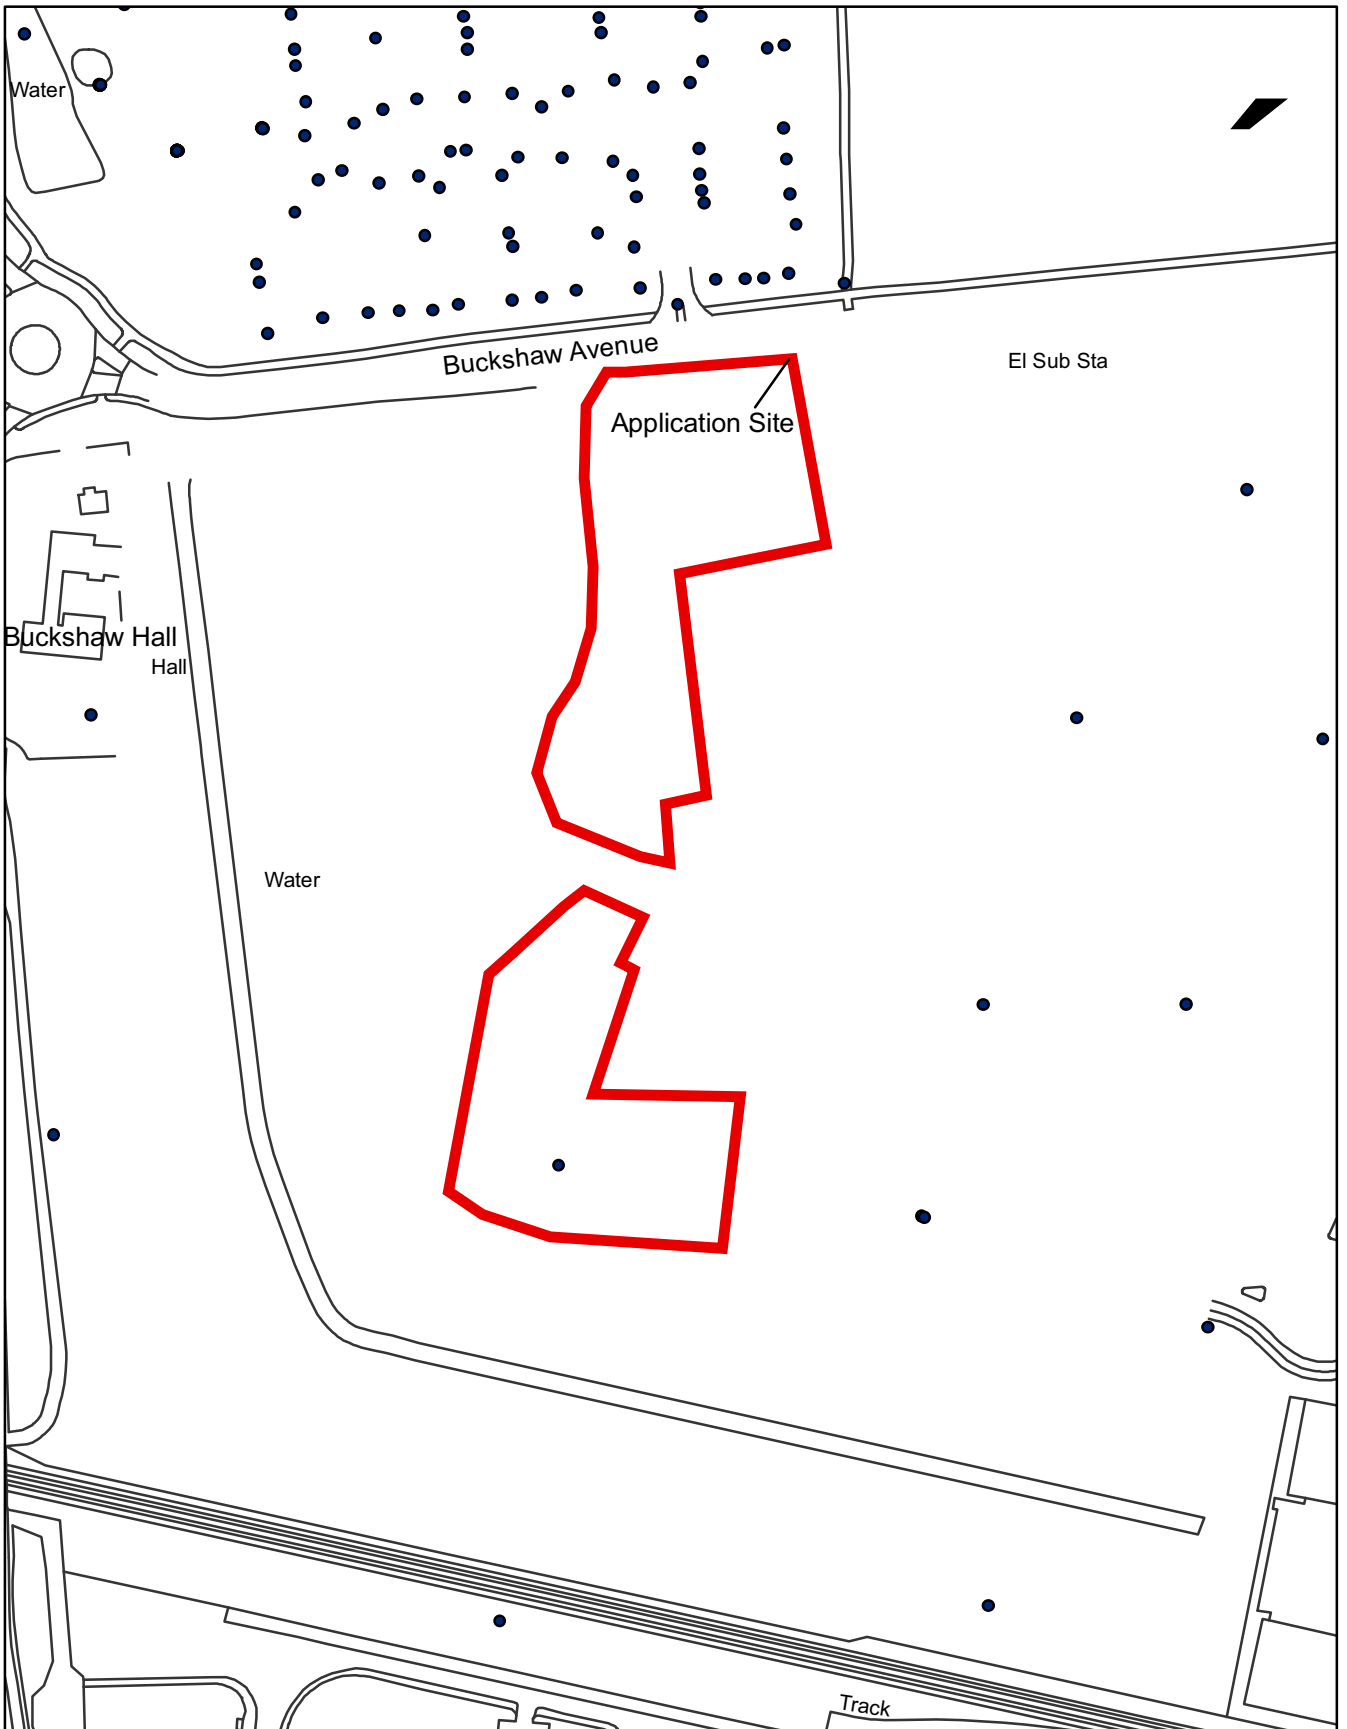 Water
Buckshaw Avenue
El Sub Sta
Application Site
Buckshaw Hall
Hall
Water
Track